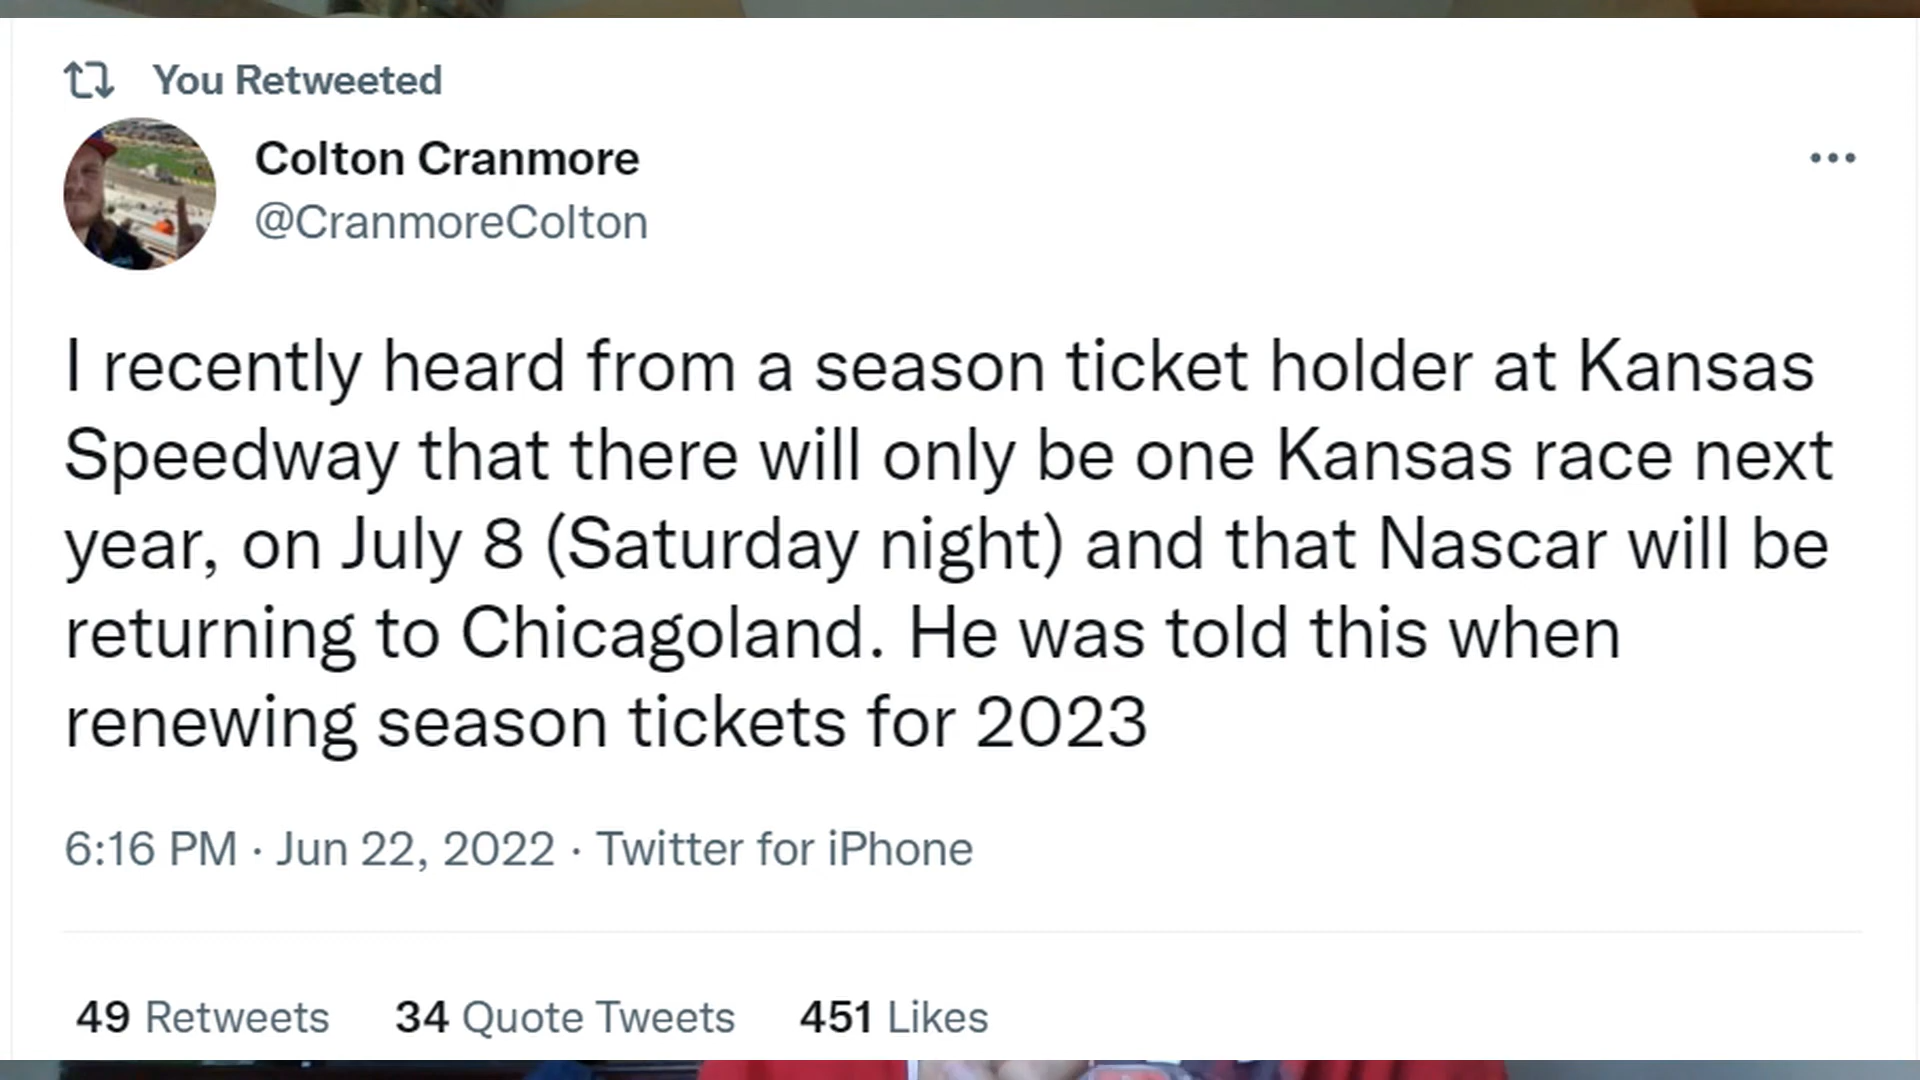 You Retweeted
Colton Cranmore
@CranmoreColton
I recently heard from a season ticket holder at Kansas
Speedway that there will only be one Kansas race next
year, on July 8 (Saturday night) and that Nascar will be
returning to Chicagoland. He was told this when
renewing season tickets for 2023
6:16 PM · Jun 22, 2022 · Twitter for iPhone
49 Retweets 34 Quote Tweets 451 Likes